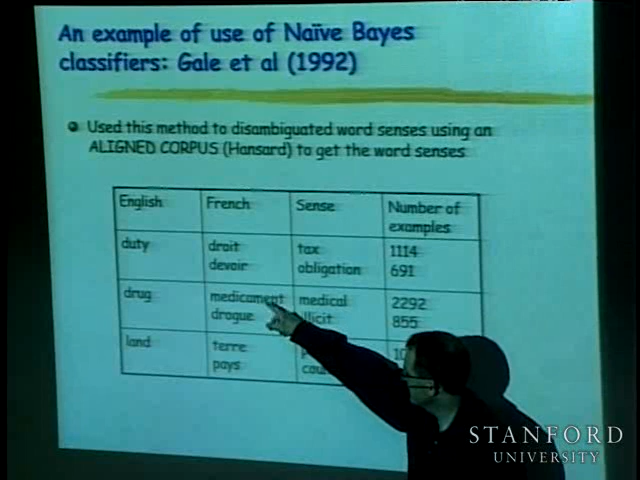 An example of use of Naïve Bayes
classifiers: Gale et al (1992)
Used this method to disambiguated word senses using an
ALIGNED CORPUS (Hansard) to get the word senses
English French Sense Number of
examples
duty droit tax 1114
devoir obligation 691
drug medicament medical 2292
drogue illicit 855
land terre
pays
STANFORD
UNIVERSITY